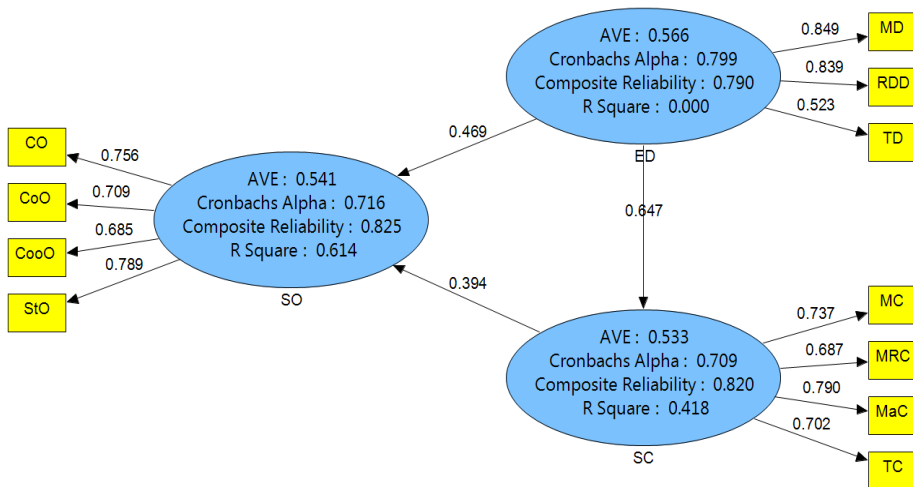 AVE : 0.566
Cronbachs Alpha : 0.799
Composite Reliability : 0.790
R Square : 0.000
ED
0.849
MD
0.839
RDD
0.523
TD
0.469
0.647
CO
0.756
CoO
0.709
CooO
0.685
StO
0.789
AVE : 0.541
Cronbachs Alpha : 0.716
Composite Reliability : 0.825
R Square : 0.614
SO
0.394
AVE : 0.533
Cronbachs Alpha : 0.709
Composite Reliability : 0.820
R Square : 0.418
SC
0.737
MC
0.687
MRC
0.790
MaC
0.702
TC